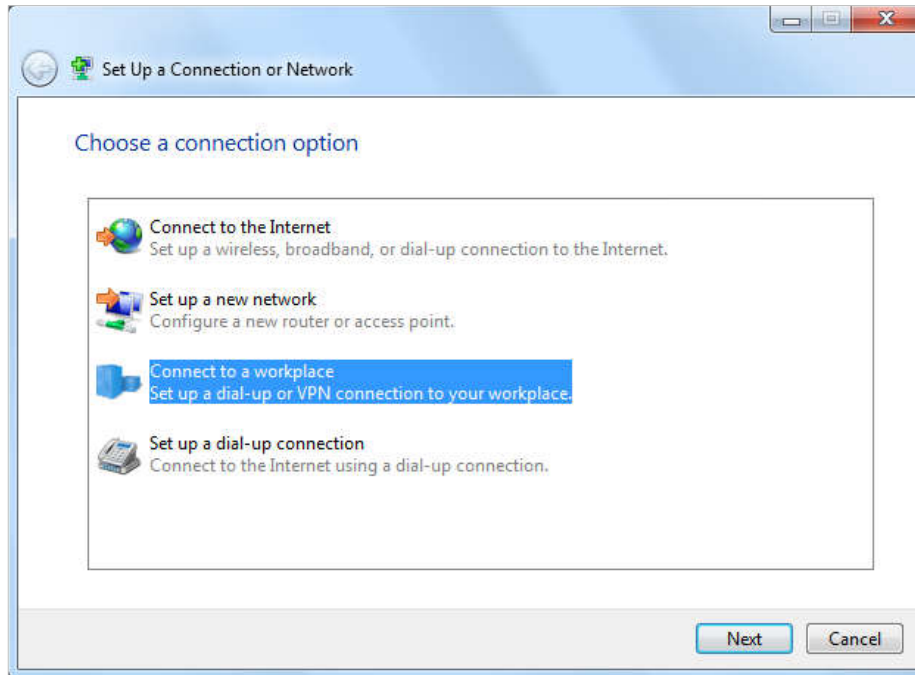 Set Up a Connection or Network
Choose a connection option
Connect to the Internet
Set up a wireless, broadband, or dial-up connection to the Internet.
Set up a new network
Configure a new router or access point.
Connect to a workplace
Set up a dial-up or VPN connection to your workplace.
Set up a dial-up connection
Connect to the Internet using a dial-up connection.
Next
Cancel